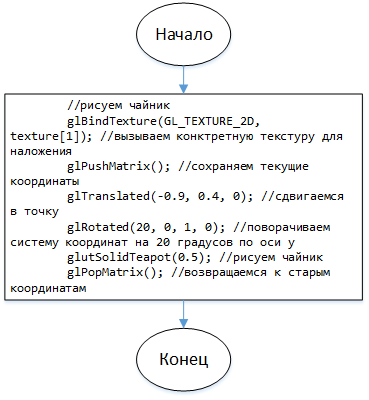 Начало
//рисуем чайник
glBindTexture(GL_TEXTURE_2D,
texture[1]); //вызываем конктретную текстуру для
наложения
glPushMatrix(); //сохраняем текущие
координаты
glTranslated(-0.9, 0.4, 0); //сдвигаемся
в точку
glRotated(20, 0, 1, 0); //поворачиваем
систему координат на 20 градусов по оси y
glutSolidTeapot(0.5); //рисуем чайник
glPopMatrix(); //возвращаемся к старым
координатам
Конец